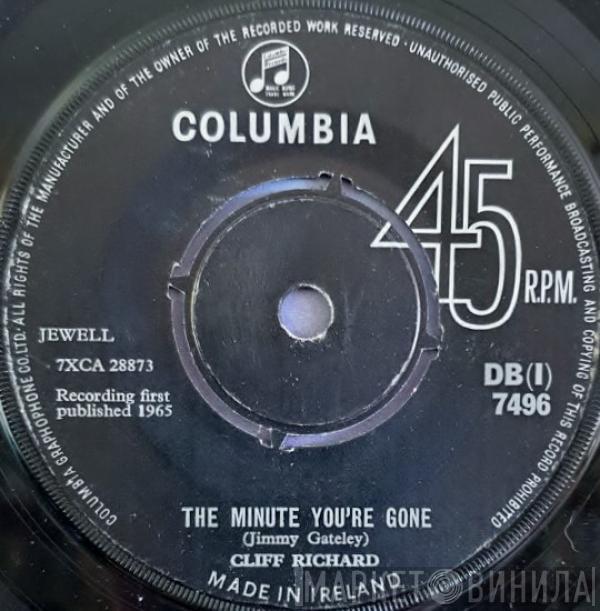 COLUMBIA GRAPHOPHONE CO.LTD. ALL RIGHTS OF THE MANUFACTURER AND OF THE OWNER OF THE RECORDED WORK RESERVED · UNAUTHORISED PUBLIC PERFORMANCE BROADCASTING AND COPYING OF THIS RECORD PROHIBITED
COLUMBIA
45
R.P.M.
JEWELL
7XCA 28873
Recording first
published 1965
DB(I)
7496
THE MINUTE YOU'RE GONE
(Jimmy Gateley)
CLIFF RICHARD
MADE IN IRELAND
МАРКЕТ ВИНИЛА